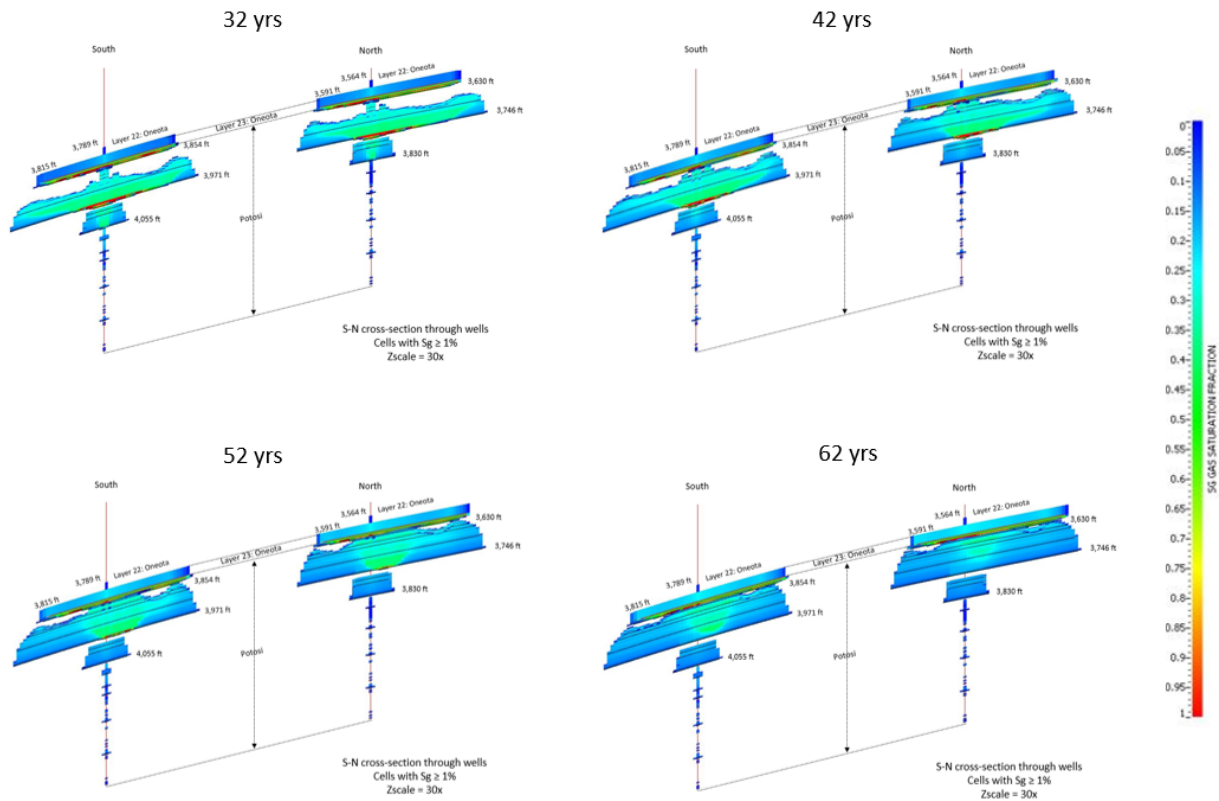 32 yrs
South
North
3,564 ft
Layer 22: Oneota
3,591 ft
3,630 ft
3,746 ft
Layer 23: Oneota
3,789 ft
Layer 22: Oneota
3,854 ft
3,815 ft
3,830 ft
3,971 ft
4,055 ft
Potosi
S-N cross-section through wells
Cells with Sg ≥ 1%
Zscale = 30x
42 yrs
South
North
3,564 ft
Layer 22: Oneota
3,591 ft
3,630 ft
3,746 ft
Layer 23: Oneota
3,789 ft
Layer 22: Oneota
3,854 ft
3,815 ft
3,830 ft
3,971 ft
4,055 ft
Potosi
S-N cross-section through wells
Cells with Sg ≥ 1%
Zscale = 30x
52 yrs
South
North
3,564 ft
Layer 22: Oneota
3,591 ft
3,630 ft
3,746 ft
Layer 23: Oneota
3,789 ft
Layer 22: Oneota
3,854 ft
3,815 ft
3,830 ft
3,971 ft
4,055 ft
Potosi
S-N cross-section through wells
Cells with Sg ≥ 1%
Zscale = 30x
62 yrs
South
North
3,564 ft
Layer 22: Oneota
3,591 ft
3,630 ft
3,746 ft
Layer 23: Oneota
3,789 ft
Layer 22: Oneota
3,854 ft
3,815 ft
3,830 ft
3,971 ft
4,055 ft
Potosi
S-N cross-section through wells
Cells with Sg ≥ 1%
Zscale = 30x
0
0.05
0.1
0.15
0.2
0.25
0.3
0.35
0.4
0.45
0.5
0.55
0.6
0.65
0.7
0.75
0.8
0.85
0.9
0.95
1
SG GAS SATURATION FRACTION